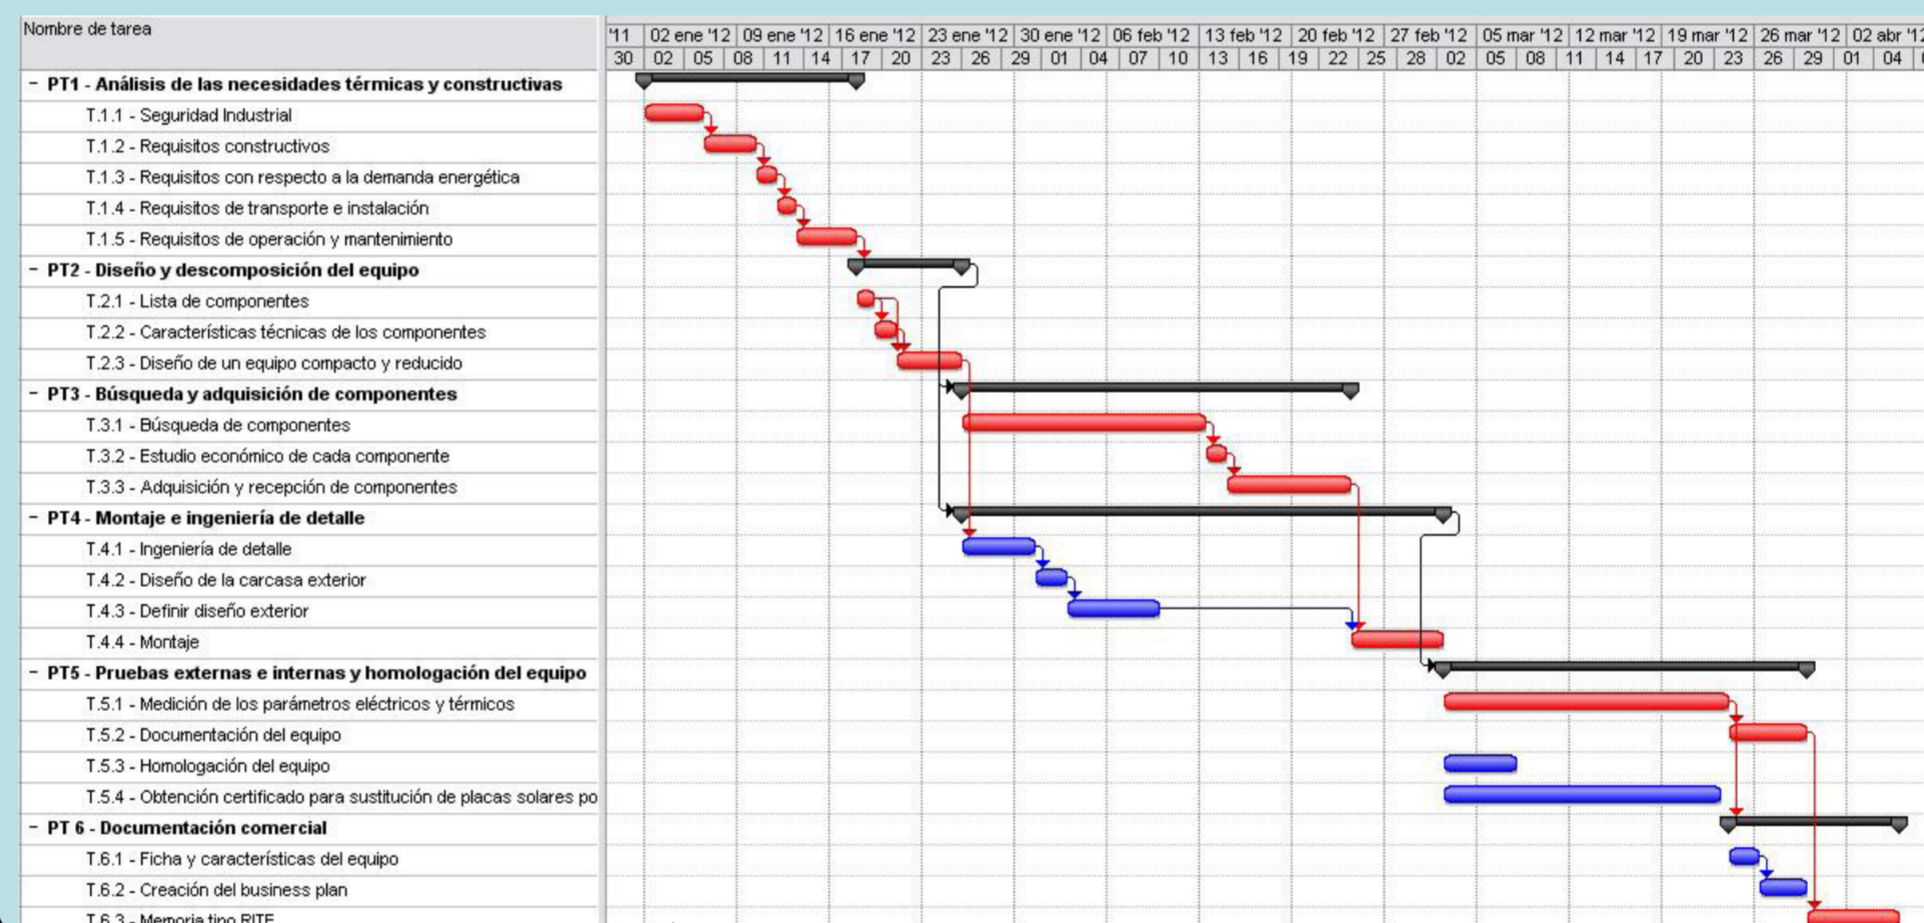 Nombre de tarea
'11 02 ene '12 09 ene '12 16 ene '12 23 ene '12 30 ene '12 06 feb '12 13 feb '12 20 feb '12 27 feb '12 05 mar '12 12 mar '12 19 mar '12 26 mar '12 02 abr '12
30 02 05 08 11 14 17 20 23 26 29 01 04 07 10 13 16 19 22 25 28 02 05 08 11 14 17 20 23 26 29 01 04
− PT1 - Análisis de las necesidades térmicas y constructivas
T.1.1 - Seguridad Industrial
T.1.2 - Requisitos constructivos
T.1.3 - Requisitos con respecto a la demanda energética
T.1.4 - Requisitos de transporte e instalación
T.1.5 - Requisitos de operación y mantenimiento
− PT2 - Diseño y descomposición del equipo
T.2.1 - Lista de componentes
T.2.2 - Características técnicas de los componentes
T.2.3 - Diseño de un equipo compacto y reducido
− PT3 - Búsqueda y adquisición de componentes
T.3.1 - Búsqueda de componentes
T.3.2 - Estudio económico de cada componente
T.3.3 - Adquisición y recepción de componentes
− PT4 - Montaje e ingeniería de detalle
T.4.1 - Ingeniería de detalle
T.4.2 - Diseño de la carcasa exterior
T.4.3 - Definir diseño exterior
T.4.4 - Montaje
− PT5 - Pruebas externas e internas y homologación del equipo
T.5.1 - Medición de los parámetros eléctricos y térmicos
T.5.2 - Documentación del equipo
T.5.3 - Homologación del equipo
T.5.4 - Obtención certificado para sustitución de placas solares po
− PT 6 - Documentación comercial
T.6.1 - Ficha y características del equipo
T.6.2 - Creación del business plan
T.6.3 - Memoria tipo RITE